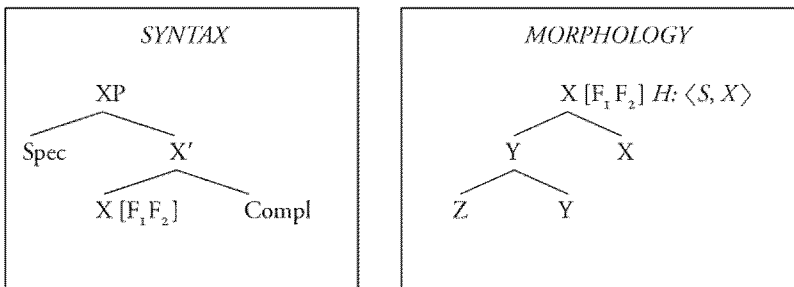 SYNTAX
XP
Spec X′
X [F₁ F₂] Compl
MORPHOLOGY
X [F₁ F₂] H: ⟨S, X⟩
Y X
Z Y